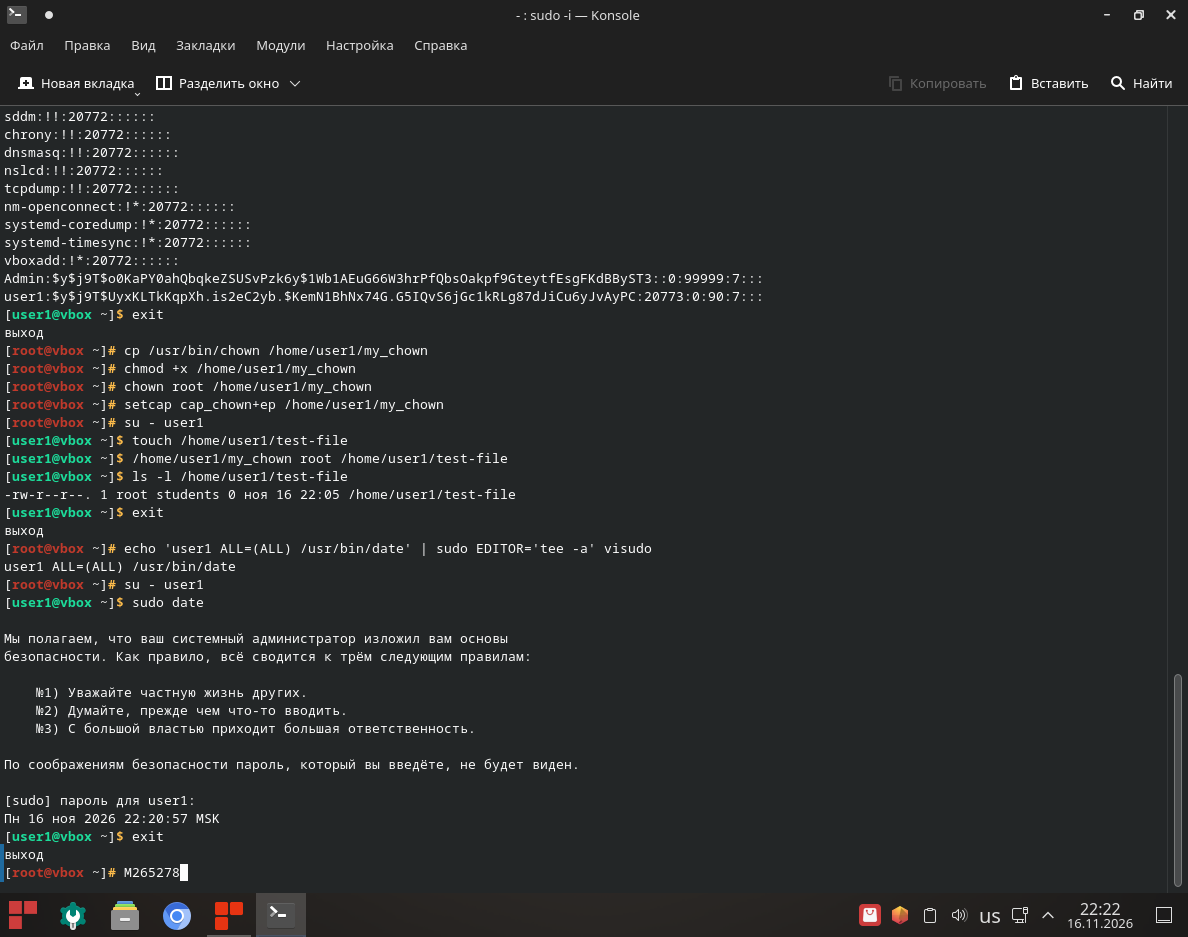 - : sudo -i — Konsole
Файл Правка Вид Закладки Модули Настройка Справка
Новая вкладка Разделить окно Копировать Вставить Найти
sddm:!!:20772::::::
chrony:!!:20772::::::
dnsmasq:!!:20772::::::
nslcd:!!:20772::::::
tcpdump:!!:20772::::::
nm-openconnect:!*:20772::::::
systemd-coredump:!*:20772::::::
systemd-timesync:!*:20772::::::
vboxadd:!*:20772::::::
Admin:$y$j9T$o0KaPY0ahQbqkeZSUSvPzk6y$1Wb1AEuG66W3hrPfQbsOakpf9GteytfEsgFKdBByST3::0:99999:7:::
user1:$y$j9T$UyxKLTkKqpXh.is2eC2yb.$KemN1BhNx74G.G5IQvS6jGc1kRLg87dJiCu6yJvAyPC:20773:0:90:7:::
[user1@vbox ~]$ exit
выход
[root@vbox ~]# cp /usr/bin/chown /home/user1/my_chown
[root@vbox ~]# chmod +x /home/user1/my_chown
[root@vbox ~]# chown root /home/user1/my_chown
[root@vbox ~]# setcap cap_chown+ep /home/user1/my_chown
[root@vbox ~]# su - user1
[user1@vbox ~]$ touch /home/user1/test-file
[user1@vbox ~]$ /home/user1/my_chown root /home/user1/test-file
[user1@vbox ~]$ ls -l /home/user1/test-file
-rw-r--r--. 1 root students 0 ноя 16 22:05 /home/user1/test-file
[user1@vbox ~]$ exit
выход
[root@vbox ~]# echo 'user1 ALL=(ALL) /usr/bin/date' | sudo EDITOR='tee -a' visudo
user1 ALL=(ALL) /usr/bin/date
[root@vbox ~]# su - user1
[user1@vbox ~]$ sudo date
Мы полагаем, что ваш системный администратор изложил вам основы
безопасности. Как правило, всё сводится к трём следующим правилам:
№1) Уважайте частную жизнь других.
№2) Думайте, прежде чем что-то вводить.
№3) С большой властью приходит большая ответственность.
По соображениям безопасности пароль, который вы введёте, не будет виден.
[sudo] пароль для user1:
Пн 16 ноя 2026 22:20:57 MSK
[user1@vbox ~]$ exit
выход
[root@vbox ~]# M265278
us
22:22
16.11.2026